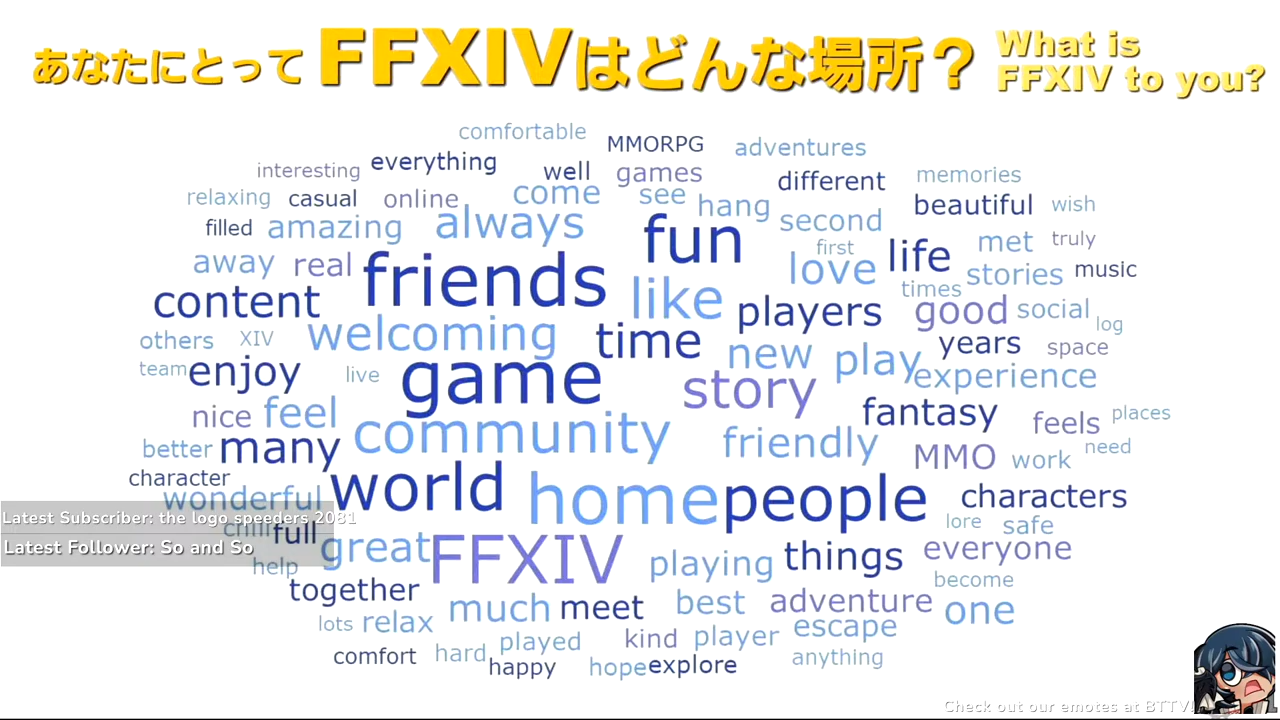 あなたにとってFFXIVはどんな場所？
What is
FFXIV to you?
comfortable MMORPG adventures
interesting everything well games different memories
relaxing casual online come see hang second beautiful wish
filled amazing always fun first life met truly
away real friends like love times stories music
content welcoming time players good social log
others XIV new play years space
team enjoy live game story experience
nice feel community friendly fantasy feels places
better many MMO work need
character wonderful world home people characters
Latest Subscriber: the logo speeders 2081
chill full lore safe
Latest Follower: So and So
great FFXIV playing things everyone
help together become
lots relax much meet best adventure one
played kind player escape
comfort hard happy hope explore anything
Check out our emotes at BTTV!